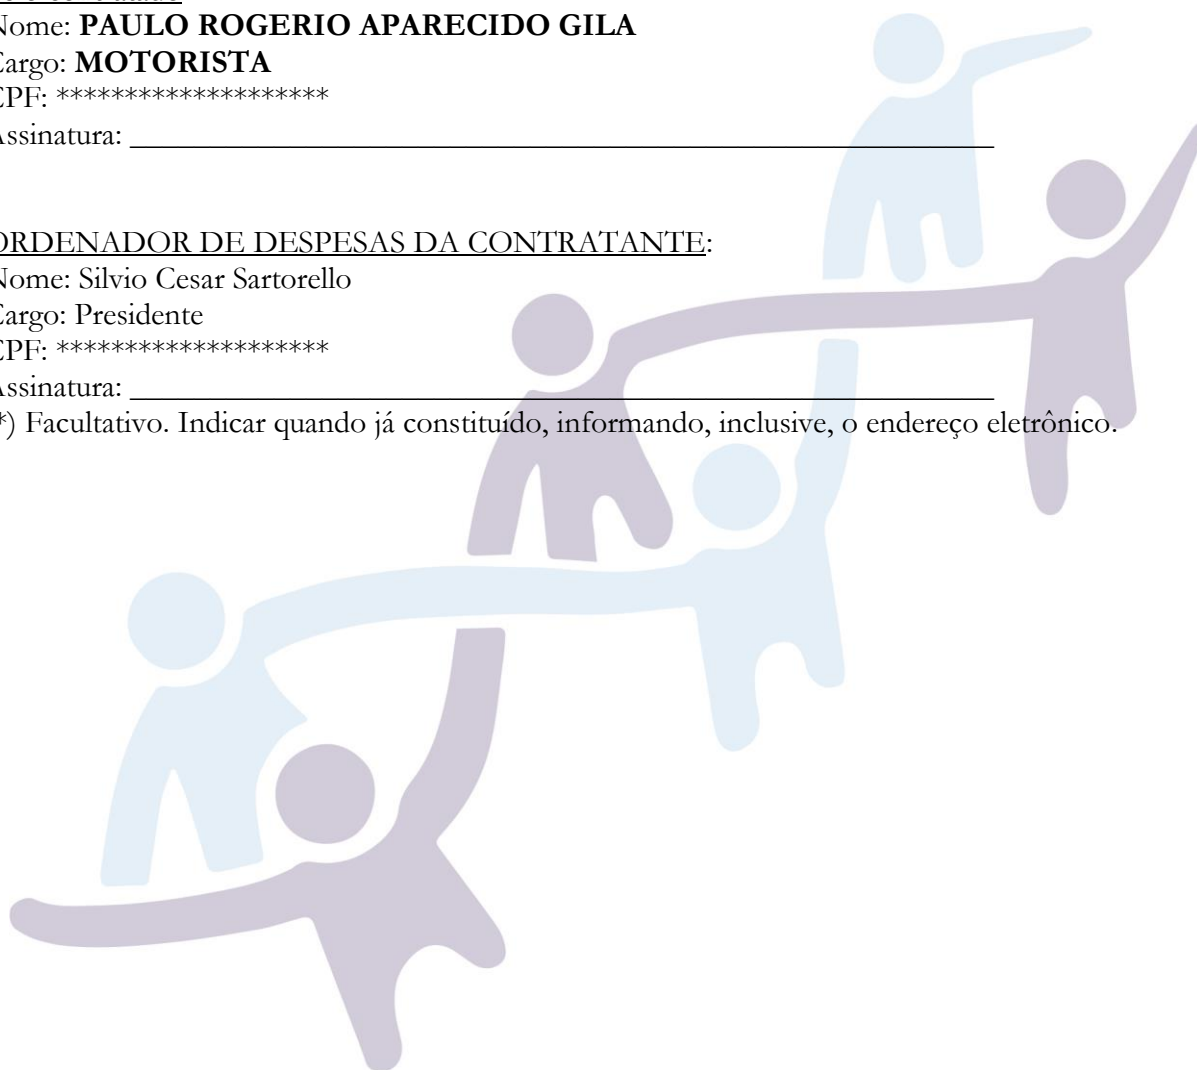 Nome: PAULO ROGERIO APARECIDO GILA
Cargo: MOTORISTA
CPF: ********************
Assinatura:
ORDENADOR DE DESPESAS DA CONTRATANTE:
Nome: Silvio Cesar Sartorello
Cargo: Presidente
CPF: ********************
Assinatura:
*) Facultativo. Indicar quando já constituído, informando, inclusive, o endereço eletrônico.